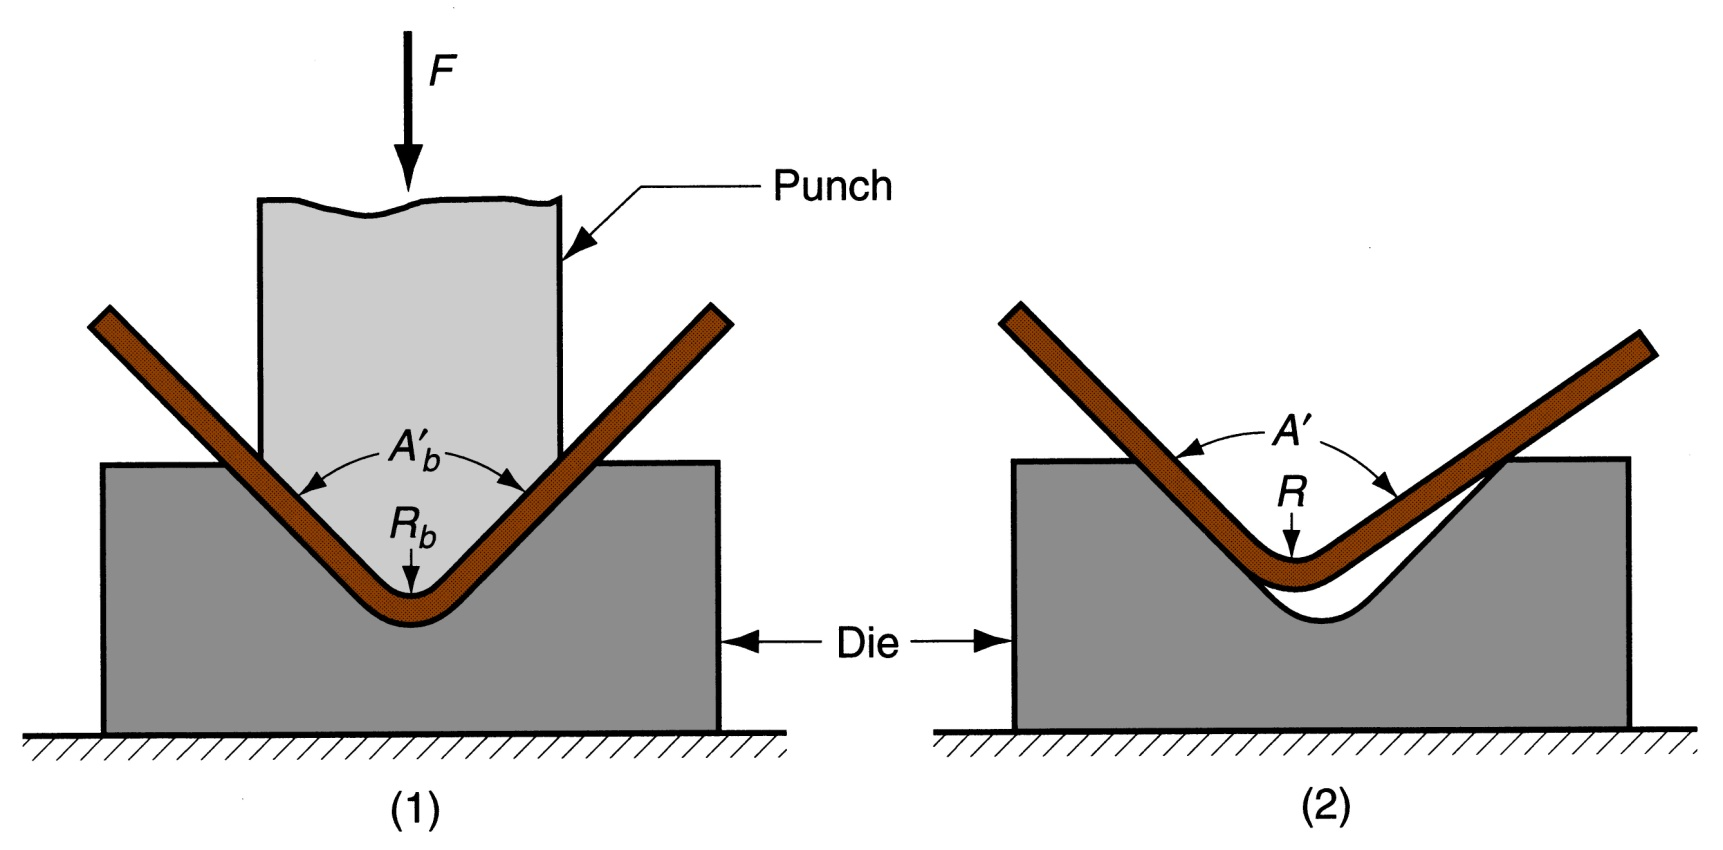 F
Punch
A′b
Rb
A′
R
Die
(1)
(2)